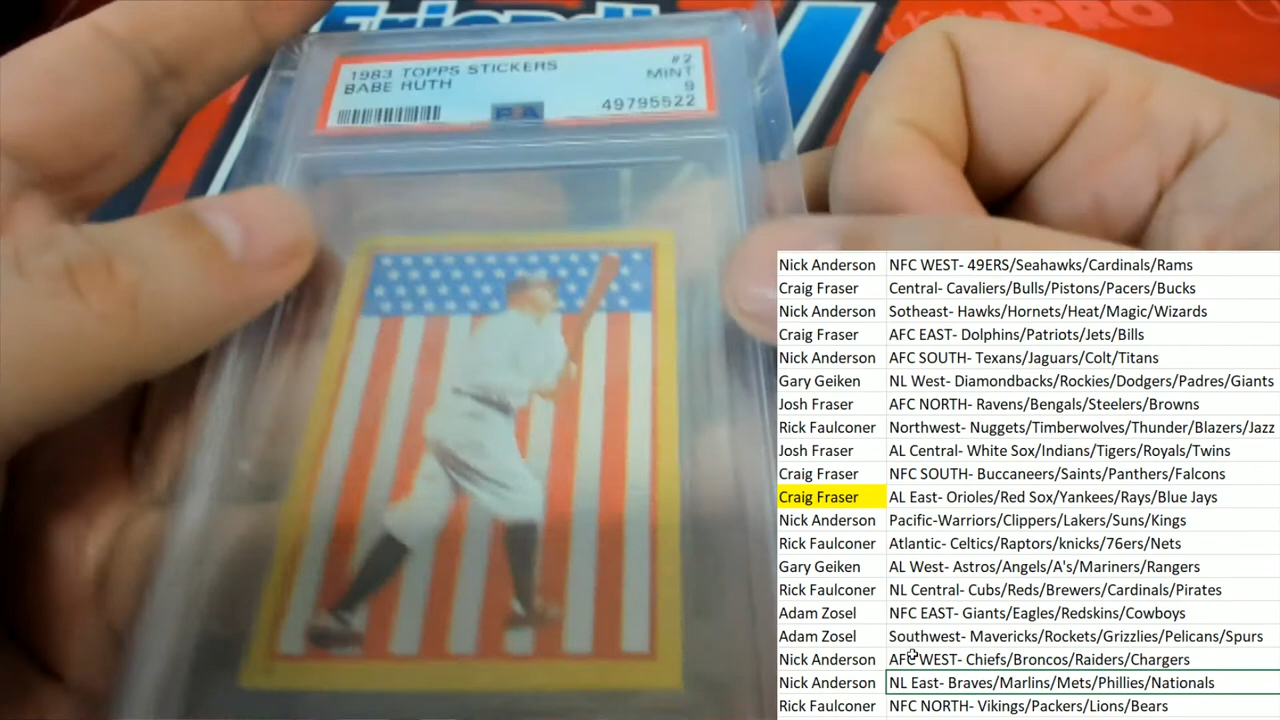 Friendly
PRO
1983 TOPPS STICKERS #2
BABE RUTH MINT
9
PSA 49795522
Nick Anderson NFC WEST- 49ERS/Seahawks/Cardinals/Rams
Craig Fraser Central- Cavaliers/Bulls/Pistons/Pacers/Bucks
Nick Anderson Sotheast- Hawks/Hornets/Heat/Magic/Wizards
Craig Fraser AFC EAST- Dolphins/Patriots/Jets/Bills
Nick Anderson AFC SOUTH- Texans/Jaguars/Colt/Titans
Gary Geiken NL West- Diamondbacks/Rockies/Dodgers/Padres/Giants
Josh Fraser AFC NORTH- Ravens/Bengals/Steelers/Browns
Rick Faulconer Northwest- Nuggets/Timberwolves/Thunder/Blazers/Jazz
Josh Fraser AL Central- White Sox/Indians/Tigers/Royals/Twins
Craig Fraser NFC SOUTH- Buccaneers/Saints/Panthers/Falcons
Craig Fraser AL East- Orioles/Red Sox/Yankees/Rays/Blue Jays
Nick Anderson Pacific-Warriors/Clippers/Lakers/Suns/Kings
Rick Faulconer Atlantic- Celtics/Raptors/knicks/76ers/Nets
Gary Geiken AL West- Astros/Angels/A's/Mariners/Rangers
Rick Faulconer NL Central- Cubs/Reds/Brewers/Cardinals/Pirates
Adam Zosel NFC EAST- Giants/Eagles/Redskins/Cowboys
Adam Zosel Southwest- Mavericks/Rockets/Grizzlies/Pelicans/Spurs
Nick Anderson AFC WEST- Chiefs/Broncos/Raiders/Chargers
Nick Anderson NL East- Braves/Marlins/Mets/Phillies/Nationals
Rick Faulconer NFC NORTH- Vikings/Packers/Lions/Bears